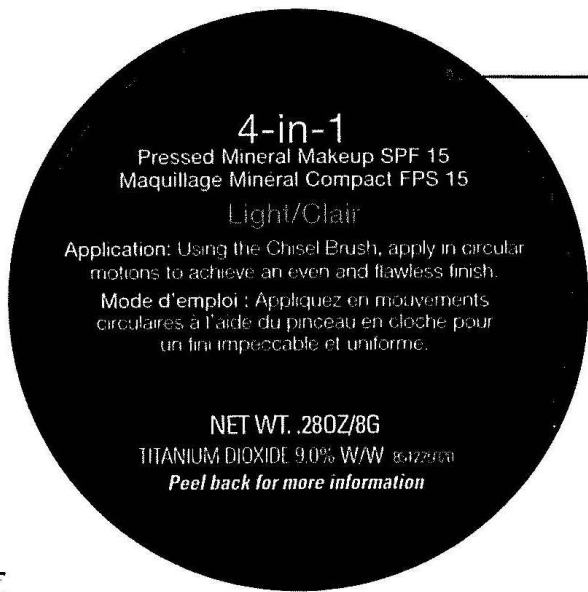 4-in-1
Pressed Mineral Makeup SPF 15
Maquillage Minéral Compact FPS 15
Light/Clair
Application: Using the Chisel Brush, apply in circular
motions to achieve an even and flawless finish.
Mode d'emploi : Appliquez en mouvements
circulaires à l'aide du pinceau en cloche pour
un fini impeccable et uniforme.
NET WT. .28OZ/8G
TITANIUM DIOXIDE 9.0% W/W
Peel back for more information